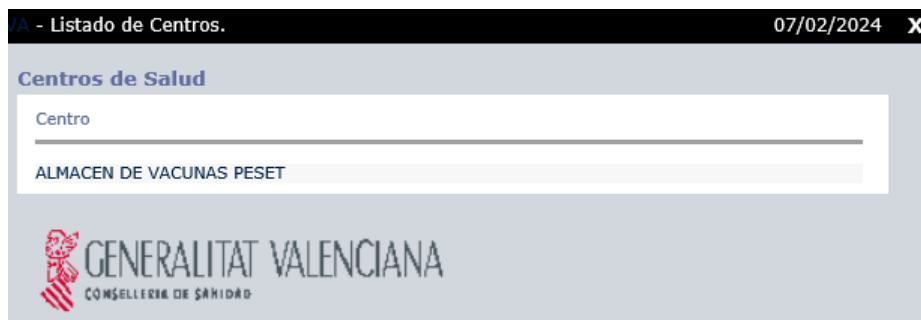 VA - Listado de Centros. 07/02/2024 X
Centros de Salud
Centro
ALMACEN DE VACUNAS PESET
GENERALITAT VALENCIANA
CONSELLERIA DE SANIDAD